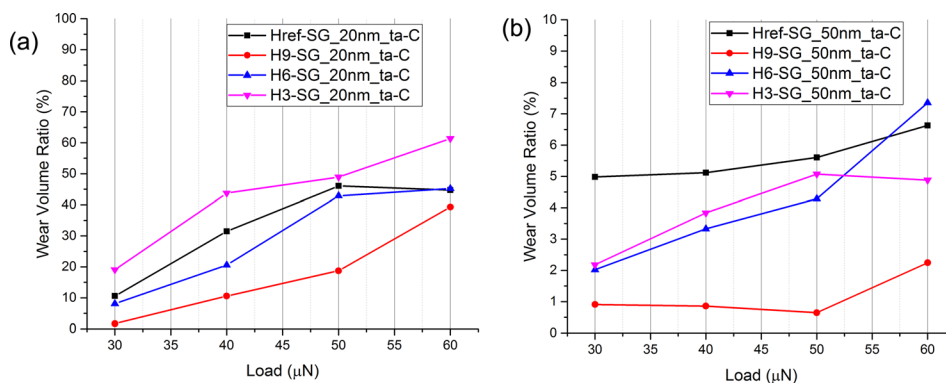 (a)
Href-SG_20nm_ta-C
H9-SG_20nm_ta-C
H6-SG_20nm_ta-C
H3-SG_20nm_ta-C
Wear Volume Ratio (%)
100
90
80
70
60
50
40
30
20
10
0
30 35 40 45 50 55 60
Load (μN)
(b)
Href-SG_50nm_ta-C
H9-SG_50nm_ta-C
H6-SG_50nm_ta-C
H3-SG_50nm_ta-C
Wear Volume Ratio (%)
10
9
8
7
6
5
4
3
2
1
0
30 35 40 45 50 55 60
Load (μN)